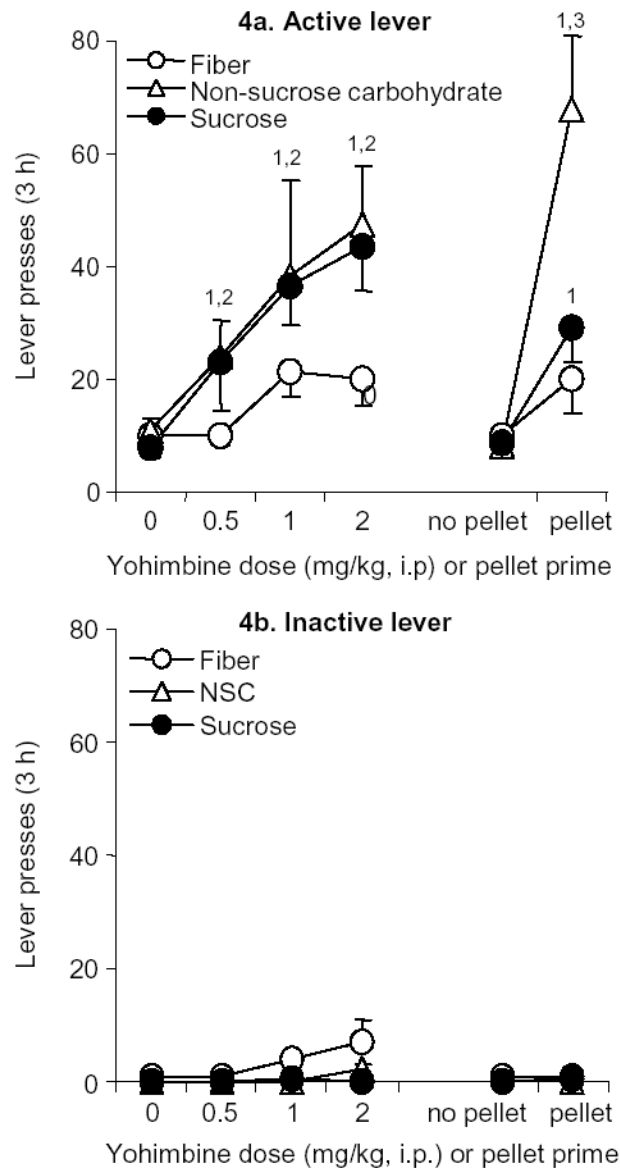 4a. Active lever
Fiber
Non-sucrose carbohydrate
Sucrose
1,3
1,2
1,2
1,2
1
80
60
40
20
0
Lever presses (3 h)
0 0.5 1 2 no pellet pellet
Yohimbine dose (mg/kg, i.p) or pellet prime
4b. Inactive lever
Fiber
NSC
Sucrose
80
60
40
20
0
Lever presses (3 h)
0 0.5 1 2 no pellet pellet
Yohimbine dose (mg/kg, i.p.) or pellet prime